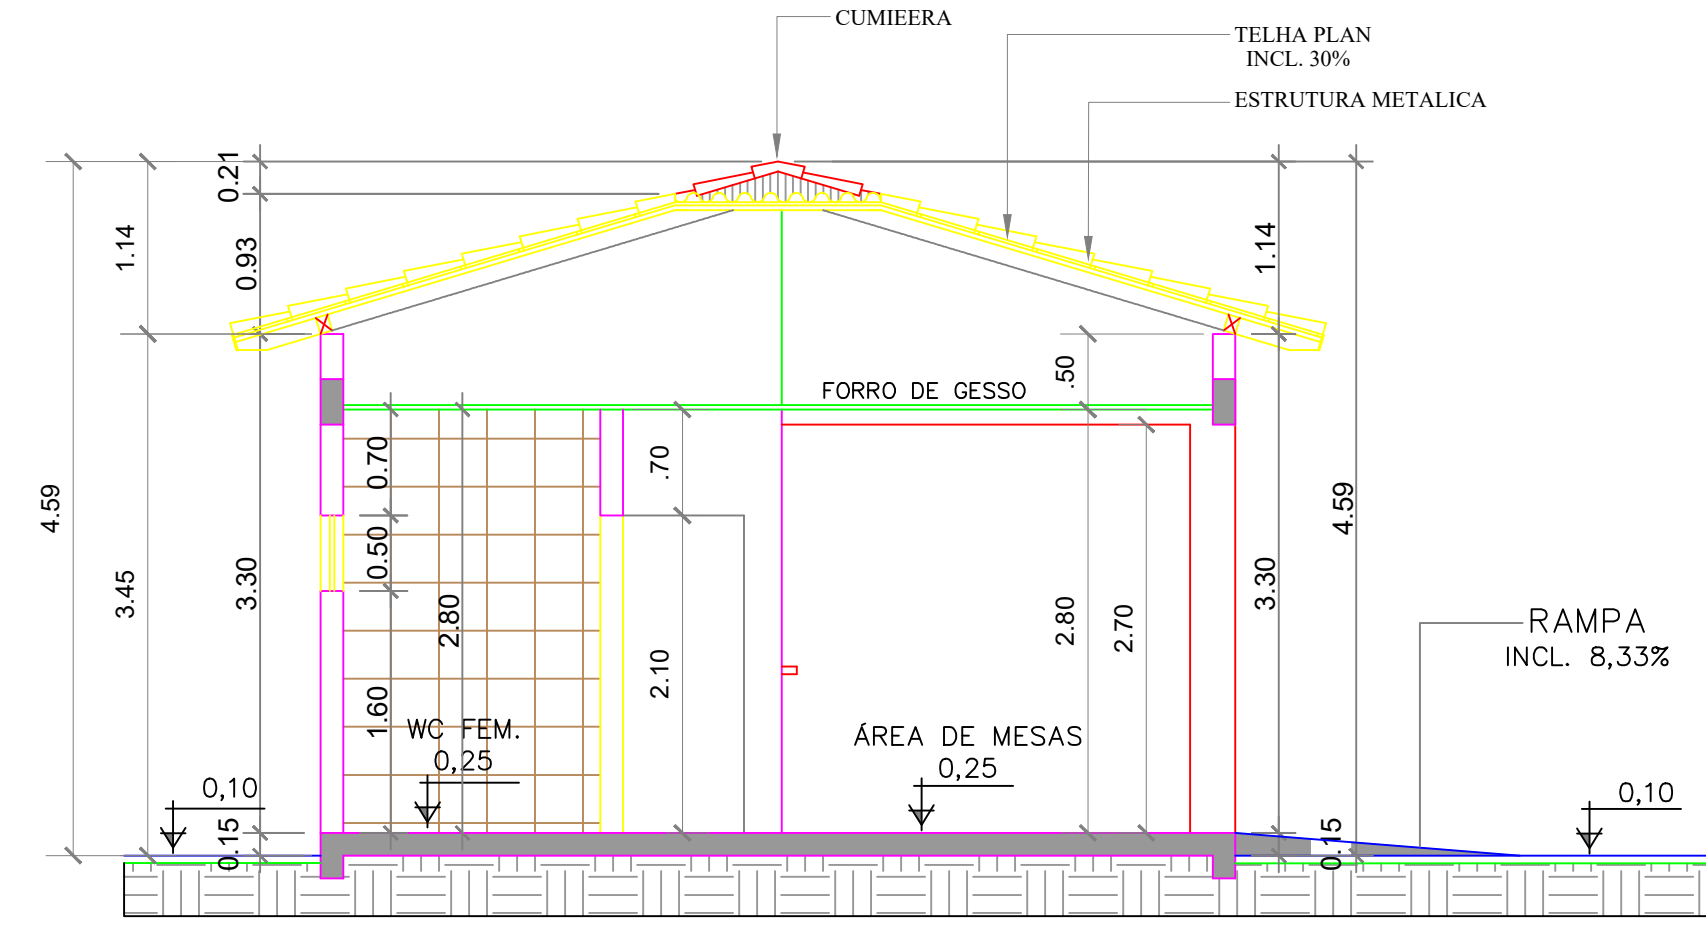 CUMIEERA
TELHA PLAN
INCL. 30%
ESTRUTURA METALICA
0.21
1.14
0.93
1.14
4.59
3.45
3.30
0.70
0.50
2.80
1.60
.70
2.10
FORRO DE GESSO
.50
2.80
2.70
3.30
4.59
RAMPA
INCL. 8,33%
WC FEM.
0,25
ÁREA DE MESAS
0,25
0,10
0.15
0.15
0,10